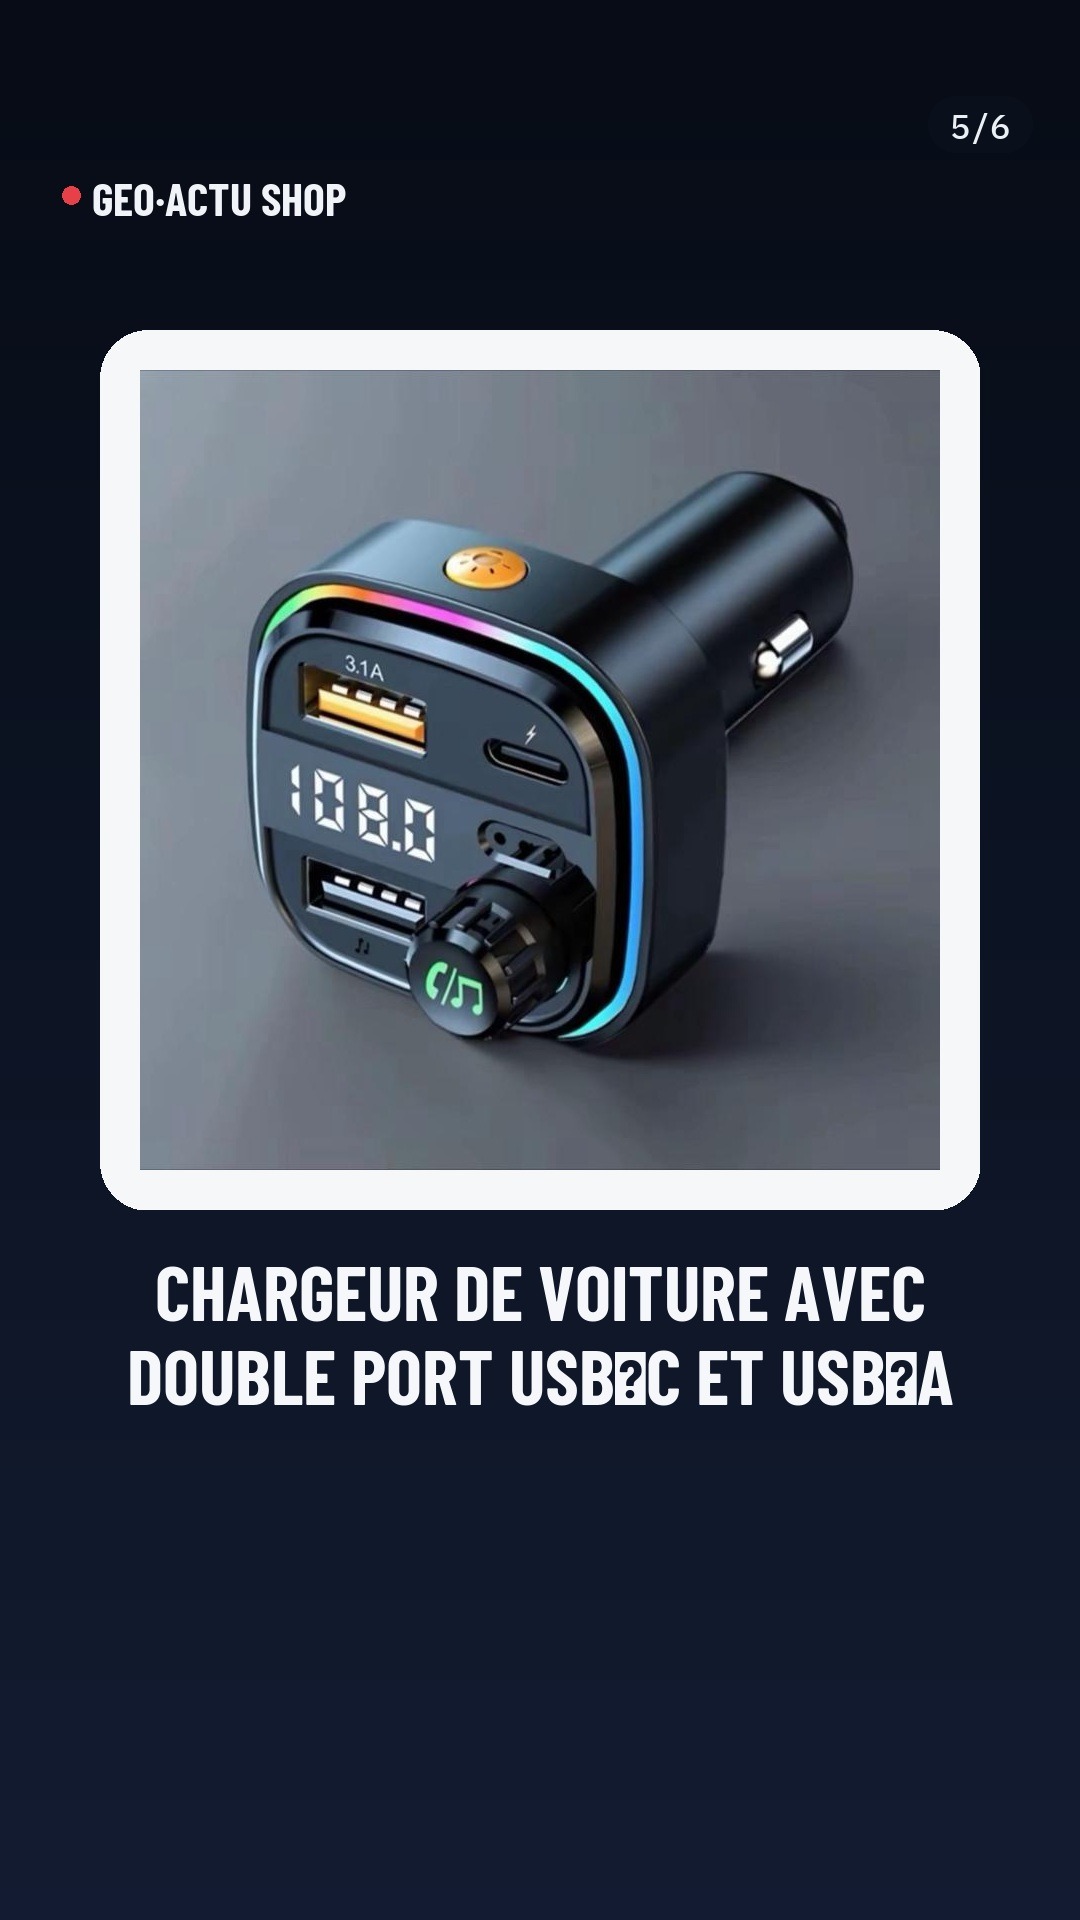 5/6
GEO·ACTU SHOP
3.1A
108.0
CHARGEUR DE VOITURE AVEC
DOUBLE PORT USB�C ET USB�A